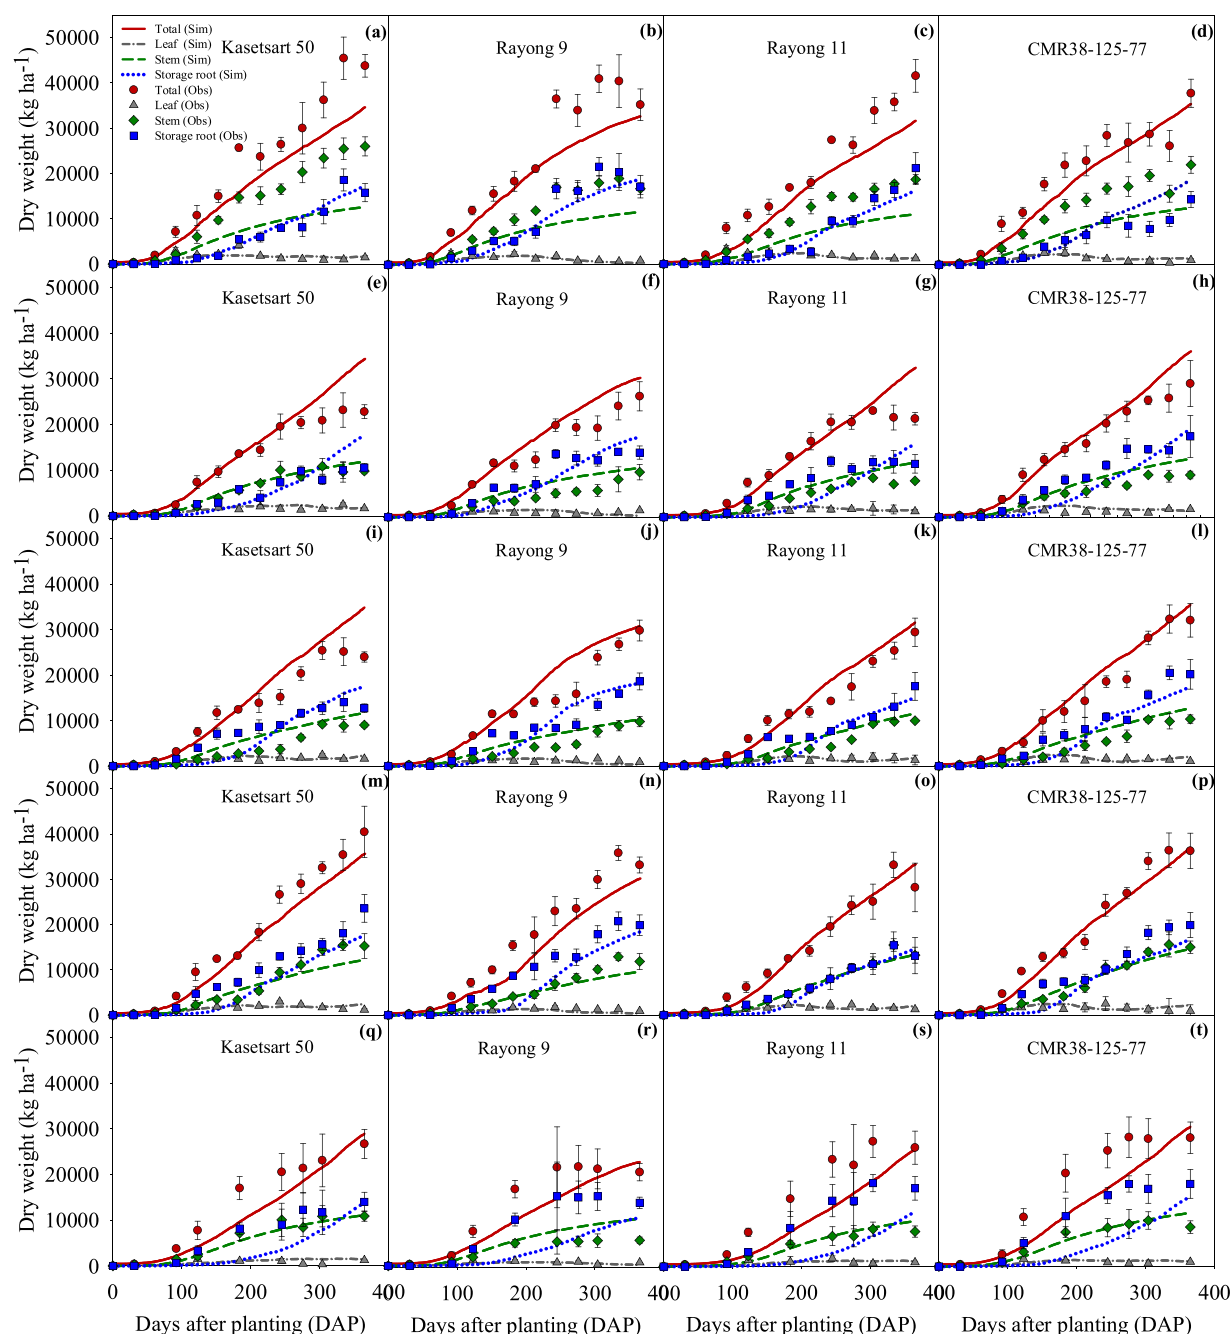 50000
40000
30000
20000
10000
0
Dry weight (kg ha-1)
Total (Sim)
Leaf (Sim)
Stem (Sim)
Storage root (Sim)
Total (Obs)
Leaf (Obs)
Stem (Obs)
Storage root (Obs)
(a)
Kasetsart 50
(b)
Rayong 9
(c)
Rayong 11
(d)
CMR38-125-77
50000
40000
30000
20000
10000
0
Dry weight (kg ha-1)
(e)
Kasetsart 50
(f)
Rayong 9
(g)
Rayong 11
(h)
CMR38-125-77
50000
40000
30000
20000
10000
0
Dry weight (kg ha-1)
(i)
Kasetsart 50
(j)
Rayong 9
(k)
Rayong 11
(l)
CMR38-125-77
50000
40000
30000
20000
10000
0
Dry weight (kg ha-1)
(m)
Kasetsart 50
(n)
Rayong 9
(o)
Rayong 11
(p)
CMR38-125-77
50000
40000
30000
20000
10000
0
Dry weight (kg ha-1)
(q)
Kasetsart 50
(r)
Rayong 9
(s)
Rayong 11
(t)
CMR38-125-77
0 100 200 300 400 100 200 300 400 100 200 300 400 100 200 300 400
Days after planting (DAP) Days after planting (DAP) Days after planting (DAP) Days after planting (DAP)